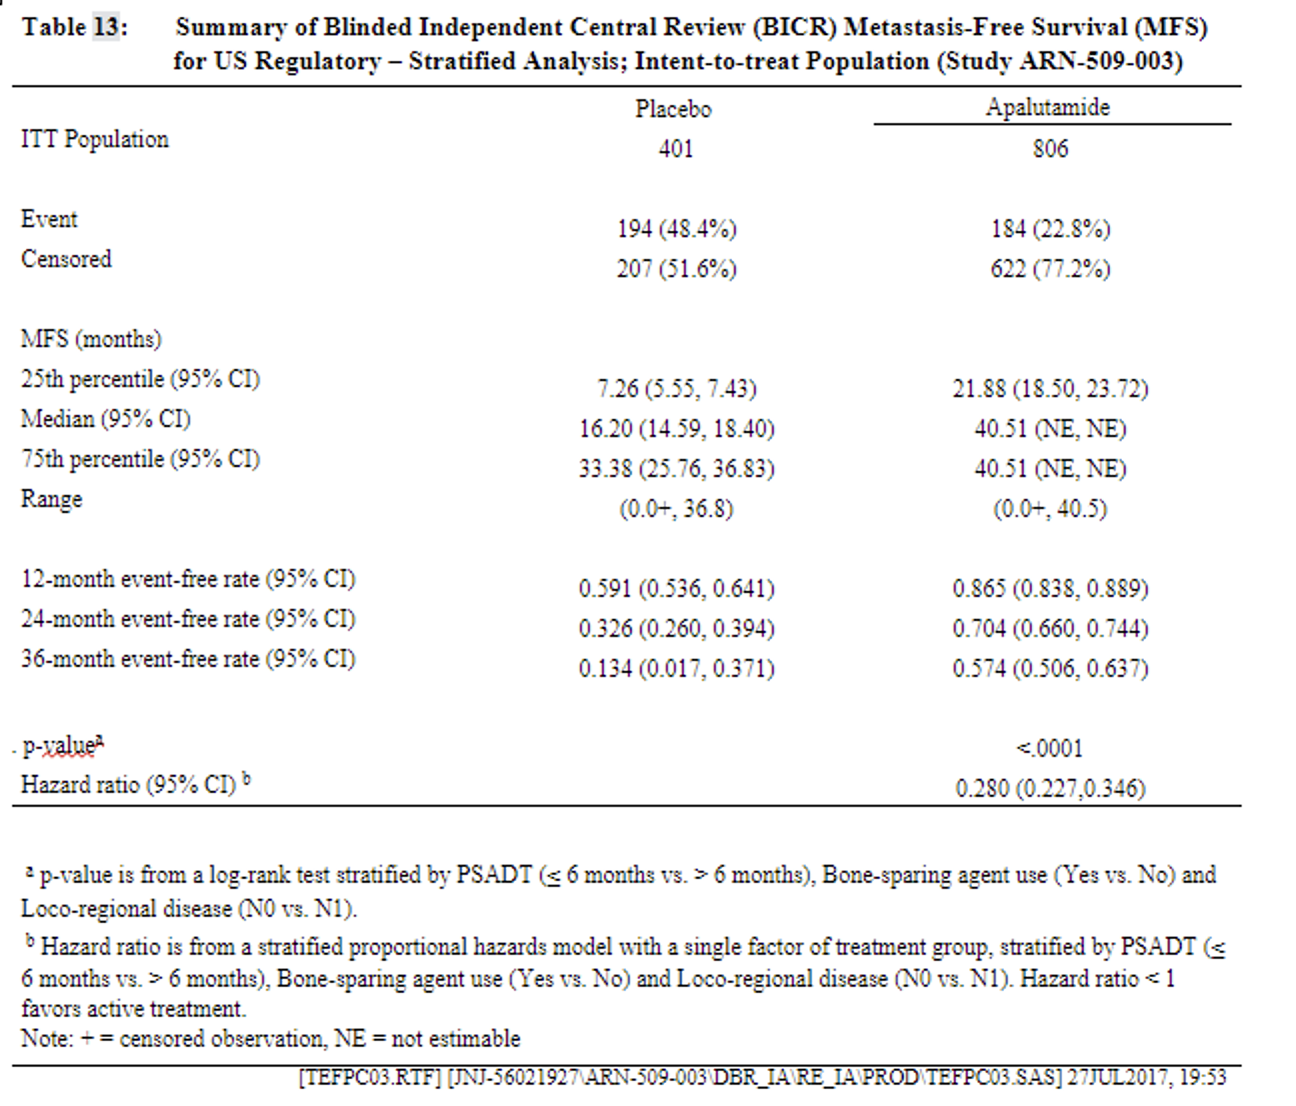 Table 13: Summary of Blinded Independent Central Review (BICR) Metastasis-Free Survival (MFS)
for US Regulatory – Stratified Analysis; Intent-to-treat Population (Study ARN-509-003)
Placebo Apalutamide
ITT Population 401 806
Event 194 (48.4%) 184 (22.8%)
Censored 207 (51.6%) 622 (77.2%)
MFS (months)
25th percentile (95% CI) 7.26 (5.55, 7.43) 21.88 (18.50, 23.72)
Median (95% CI) 16.20 (14.59, 18.40) 40.51 (NE, NE)
75th percentile (95% CI) 33.38 (25.76, 36.83) 40.51 (NE, NE)
Range (0.0+, 36.8) (0.0+, 40.5)
12-month event-free rate (95% CI) 0.591 (0.536, 0.641) 0.865 (0.838, 0.889)
24-month event-free rate (95% CI) 0.326 (0.260, 0.394) 0.704 (0.660, 0.744)
36-month event-free rate (95% CI) 0.134 (0.017, 0.371) 0.574 (0.506, 0.637)
. p-valueª <.0001
Hazard ratio (95% CI) ᵇ 0.280 (0.227,0.346)
ª p-value is from a log-rank test stratified by PSADT (≤ 6 months vs. > 6 months), Bone-sparing agent use (Yes vs. No) and
Loco-regional disease (N0 vs. N1).
ᵇ Hazard ratio is from a stratified proportional hazards model with a single factor of treatment group, stratified by PSADT (≤
6 months vs. > 6 months), Bone-sparing agent use (Yes vs. No) and Loco-regional disease (N0 vs. N1). Hazard ratio < 1
favors active treatment.
Note: + = censored observation, NE = not estimable
[TEFPC03.RTF] [JNJ-56021927\ARN-509-003\DBR_IA\RE_IA\PROD\TEFPC03.SAS] 27JUL2017, 19:53